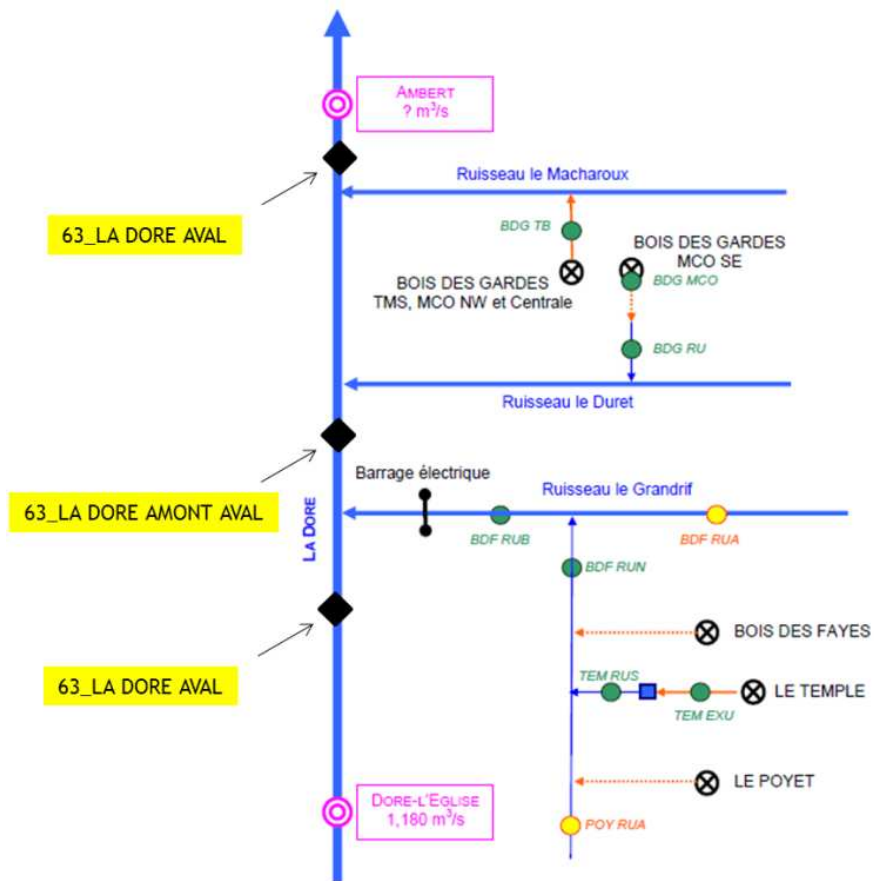 AMBERT
? m³/s
63_LA DORE AVAL
Ruisseau le Macharoux
BDG TB
BOIS DES GARDES
MCO SE
BDG MCO
BOIS DES GARDES
TMS, MCO NW et Centrale
BDG RU
Ruisseau le Duret
63_LA DORE AMONT AVAL
LA DORE
Barrage électrique
Ruisseau le Grandrif
BDF RUB
BDF RUA
BDF RUN
BOIS DES FAYES
63_LA DORE AVAL
TEM RUS
LE TEMPLE
TEM EXU
LE POYET
DORE-L'EGLISE
1,180 m³/s
POY RUA